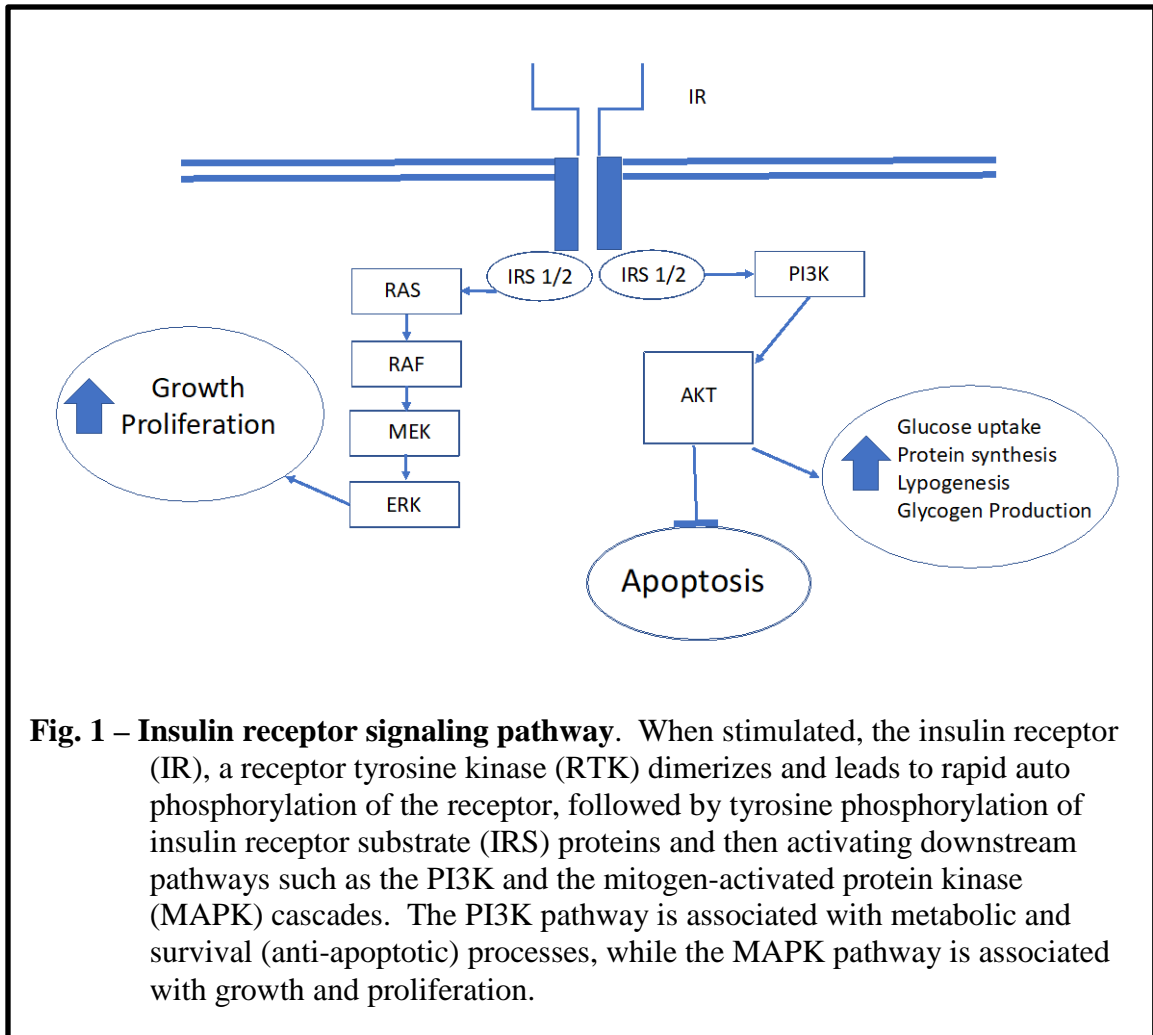 IR
IRS 1/2
IRS 1/2
PI3K
RAS
RAF
MEK
ERK
Growth
Proliferation
AKT
Glucose uptake
Protein synthesis
Lypogenesis
Glycogen Production
Apoptosis
Fig. 1 – Insulin receptor signaling pathway. When stimulated, the insulin receptor
(IR), a receptor tyrosine kinase (RTK) dimerizes and leads to rapid auto
phosphorylation of the receptor, followed by tyrosine phosphorylation of
insulin receptor substrate (IRS) proteins and then activating downstream
pathways such as the PI3K and the mitogen-activated protein kinase
(MAPK) cascades. The PI3K pathway is associated with metabolic and
survival (anti-apoptotic) processes, while the MAPK pathway is associated
with growth and proliferation.